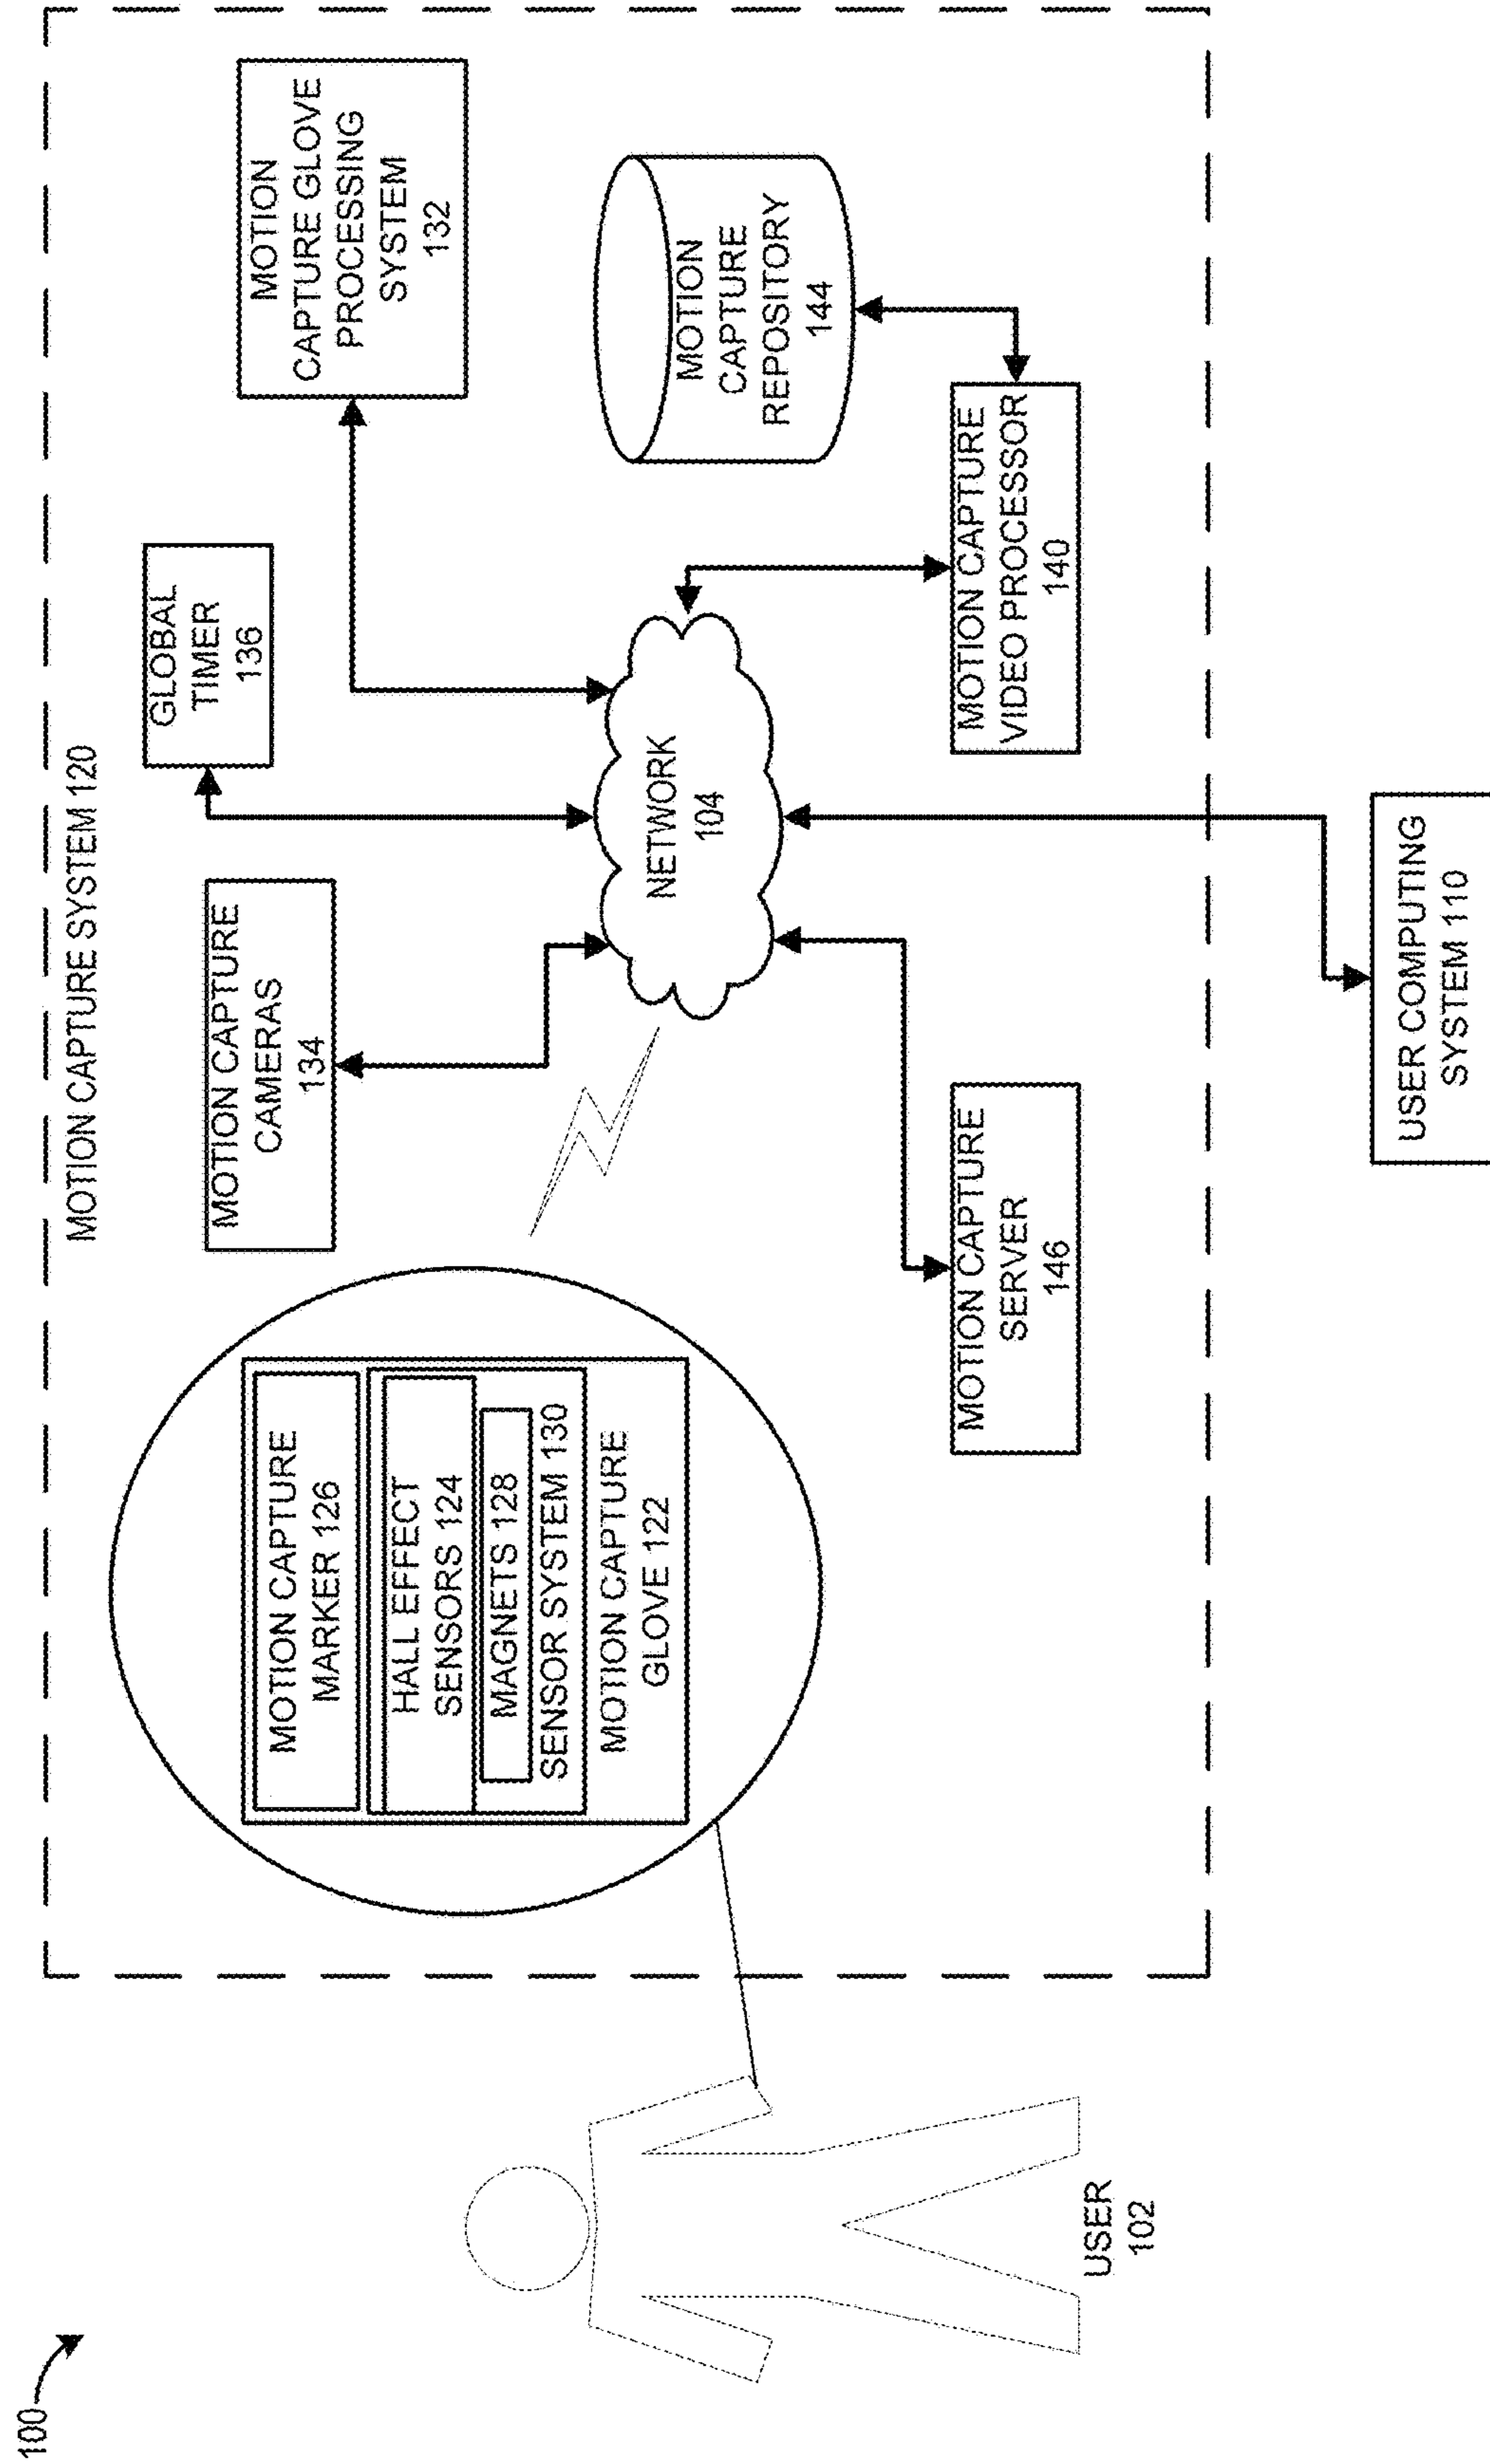 100
MOTION CAPTURE SYSTEM 120
MOTION CAPTURE
MARKER 126
HALL EFFECT
SENSORS 124
MAGNETS 128
SENSOR SYSTEM 130
MOTION CAPTURE
GLOVE 122
MOTION CAPTURE
CAMERAS
134
GLOBAL
TIMER
136
MOTION
CAPTURE GLOVE
PROCESSING
SYSTEM
132
NETWORK
104
MOTION
CAPTURE
REPOSITORY
144
MOTION CAPTURE
SERVER
146
MOTION CAPTURE
VIDEO PROCESSOR
140
USER
102
USER COMPUTING
SYSTEM 110